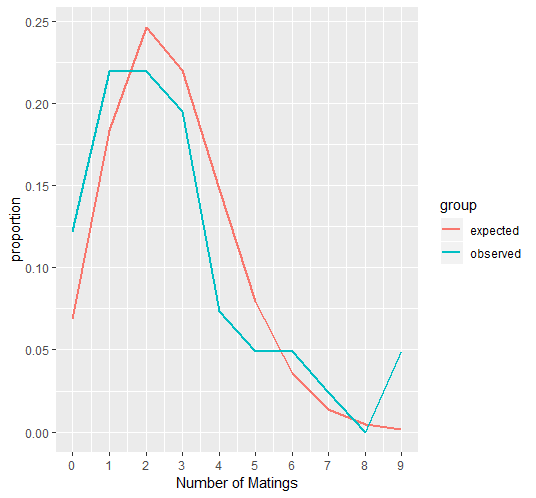 0.25
0.20
0.15
0.10
0.05
0.00
proportion
0 1 2 3 4 5 6 7 8 9
Number of Matings
group
expected
observed